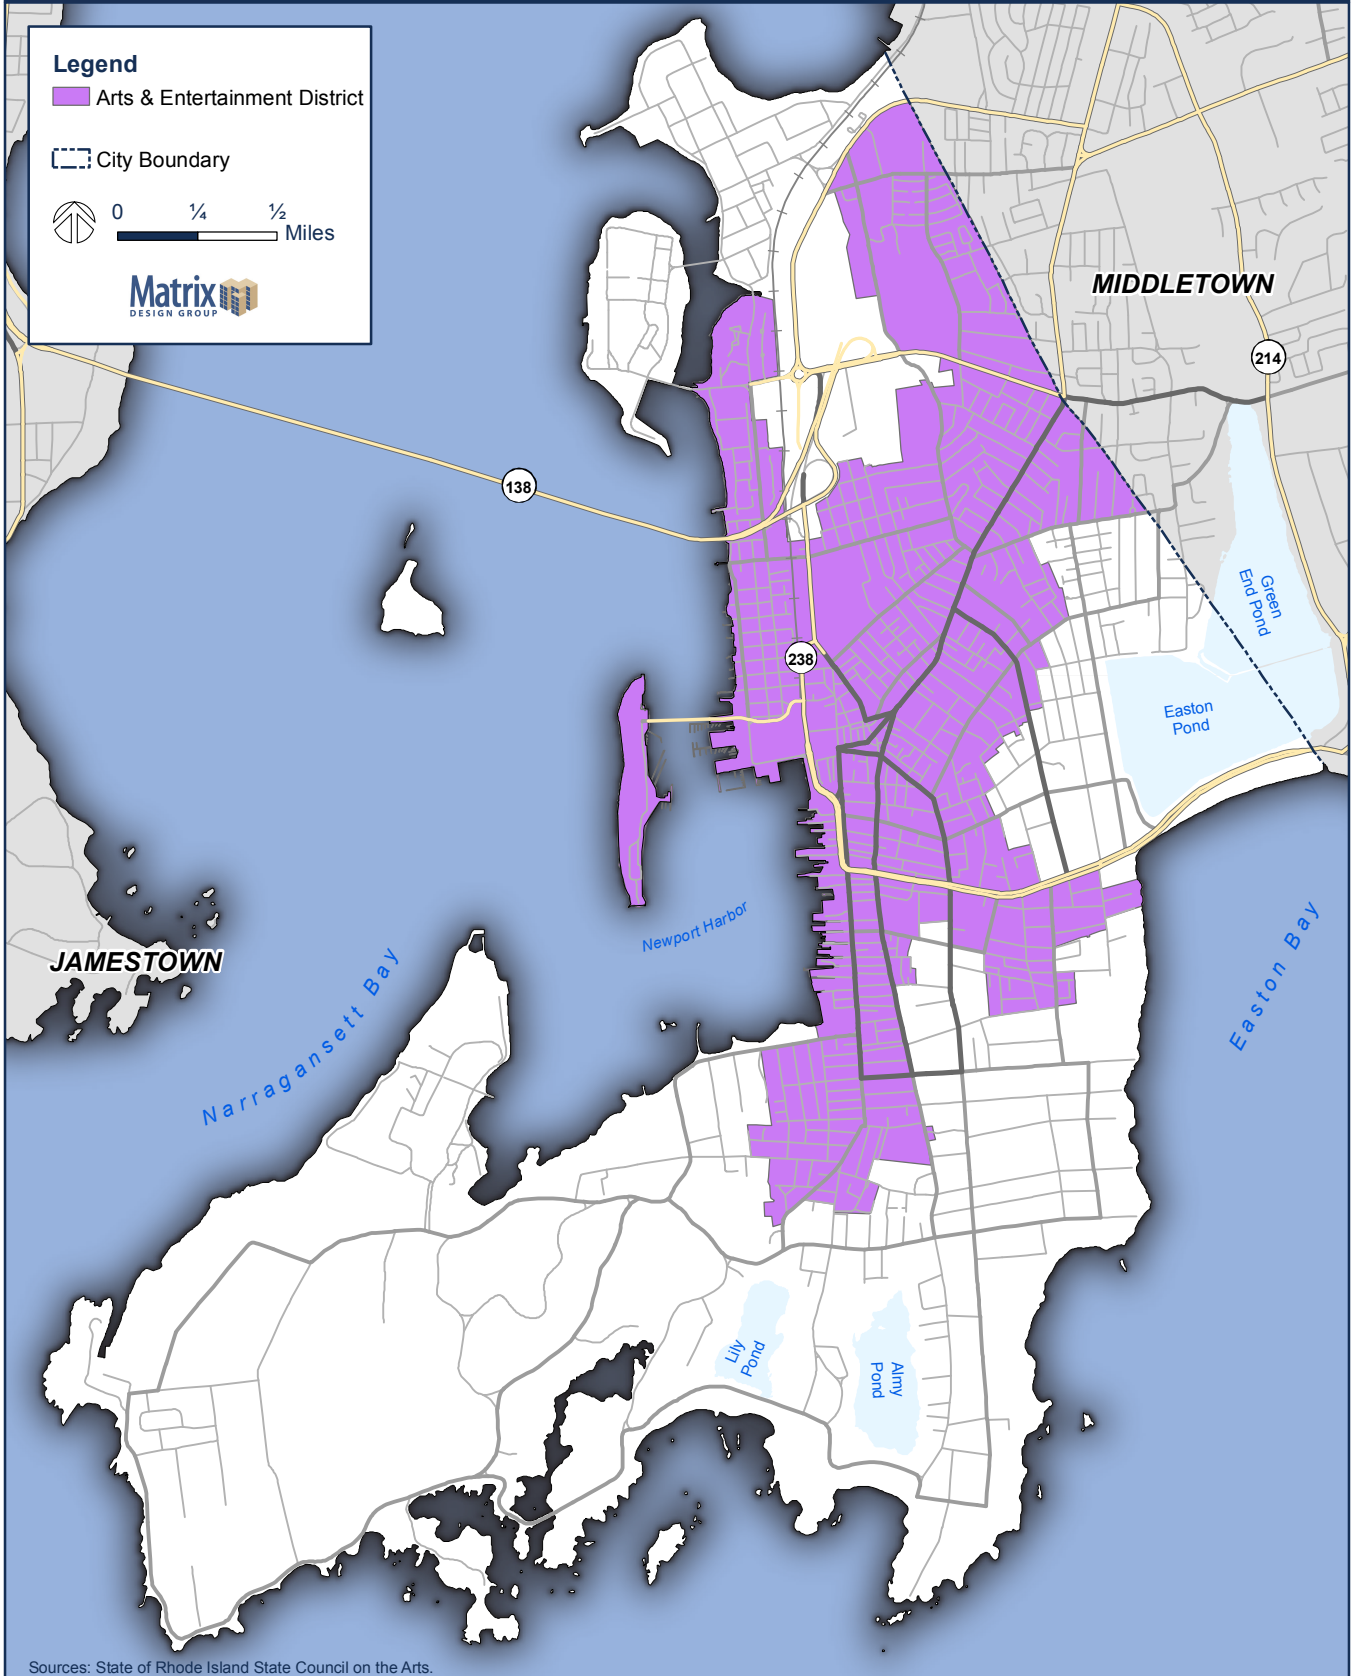 Legend
Arts & Entertainment District
City Boundary
0 ¼ ½
Miles
Matrix
DESIGN GROUP
MIDDLETOWN
214
138
Green
End Pond
238
Easton
Pond
Newport Harbor
JAMESTOWN
Narragansett Bay
Easton Bay
Lily
Pond
Almy
Pond
Sources: State of Rhode Island State Council on the Arts.